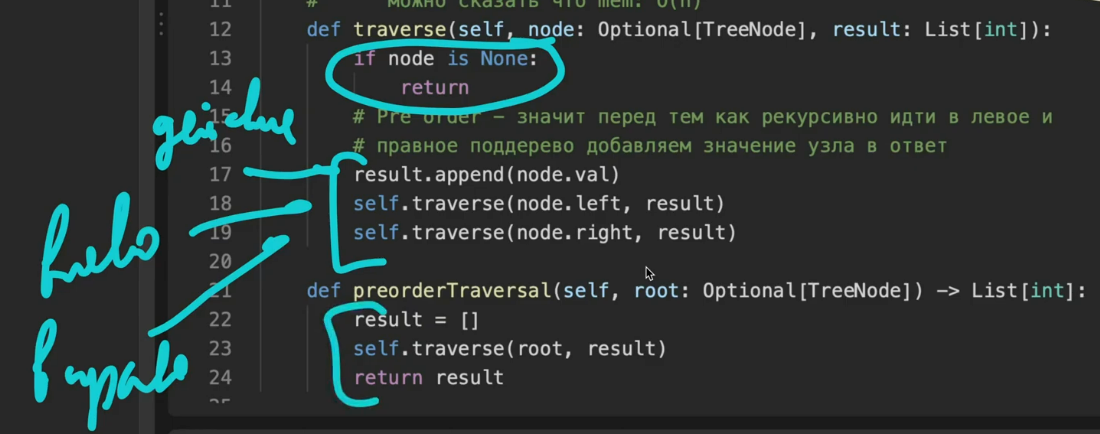 11 # можно сказать что mem: O(n)
12 def traverse(self, node: Optional[TreeNode], result: List[int]):
13 if node is None:
14 return
15 # Pre order – значит перед тем как рекурсивно идти в левое и
16 # правное поддерево добавляем значение узла в ответ
17 result.append(node.val)
18 self.traverse(node.left, result)
19 self.traverse(node.right, result)
20
21 def preorderTraversal(self, root: Optional[TreeNode]) -> List[int]:
22 result = []
23 self.traverse(root, result)
24 return result
25
действие
влево
вправо